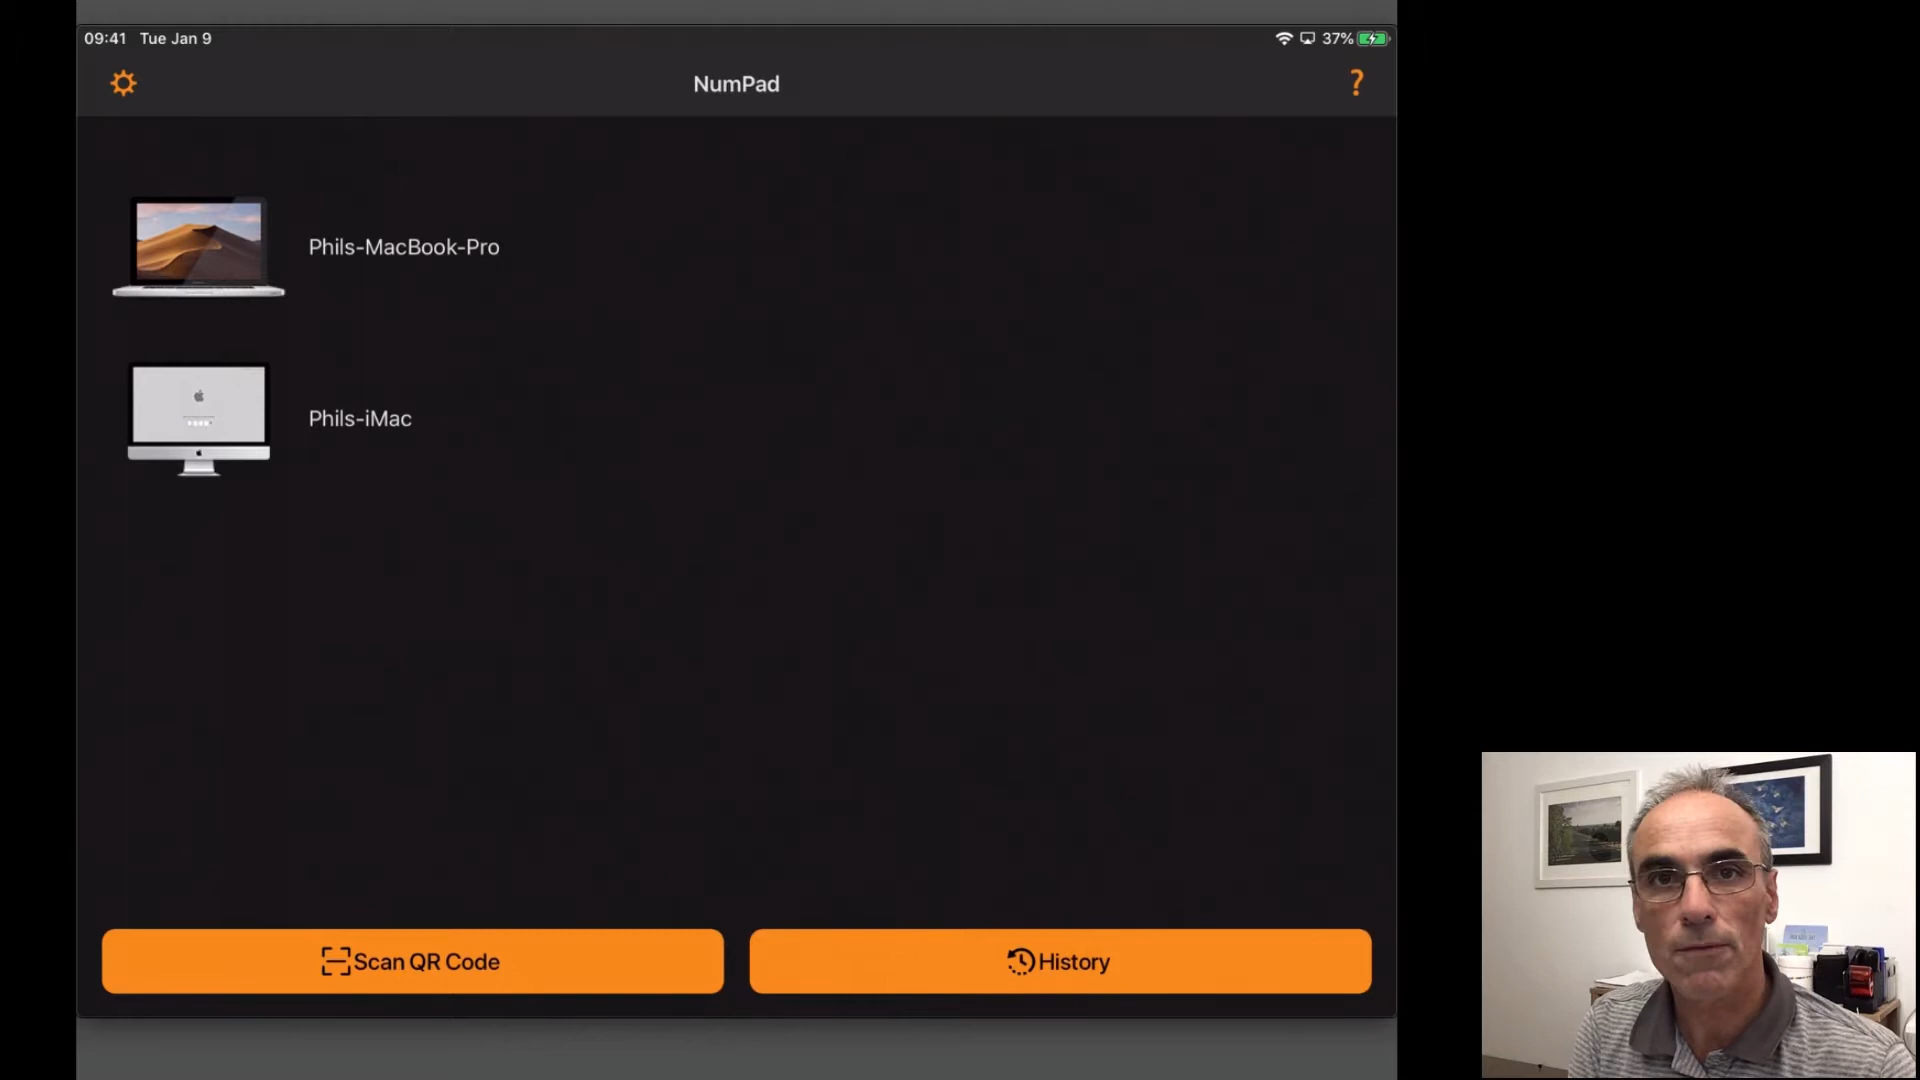 09:41 Tue Jan 9
37%
NumPad
?
Phils-MacBook-Pro
Phils-iMac
Scan QR Code
History